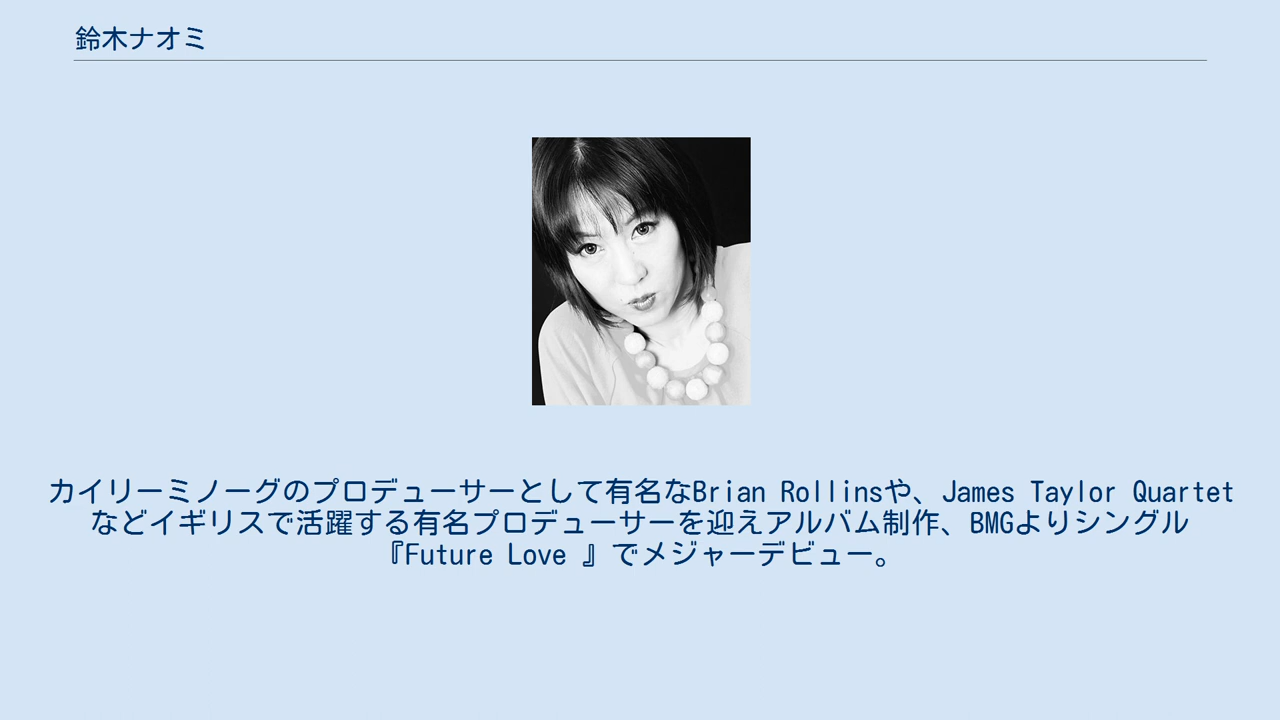 鈴木ナオミ
カイリーミノーグのプロデューサーとして有名なBrian Rollinsや、James Taylor Quartet
などイギリスで活躍する有名プロデューサーを迎えアルバム制作、BMGよりシングル
『Future Love 』でメジャーデビュー。